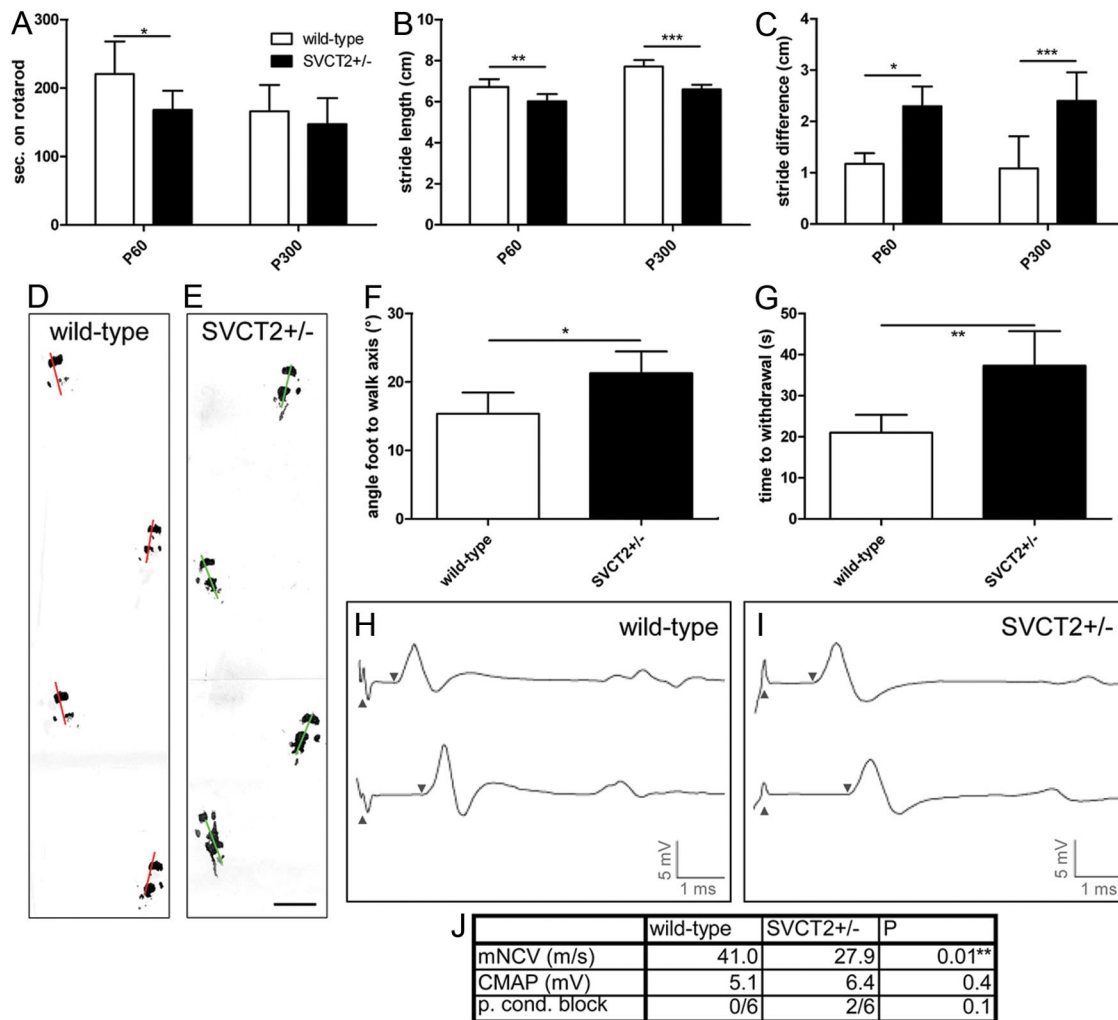 A
sec. on rotarod
300
200
100
0
*
wild-type
SVCT2+/-
P60
P300
B
stride length (cm)
10
8
6
4
2
0
**
***
P60
P300
C
stride difference (cm)
4
3
2
1
0
*
***
P60
P300
D
wild-type
E
SVCT2+/-
F
angle foot to walk axis (°)
30
20
10
0
*
wild-type
SVCT2+/-
G
time to withdrawal (s)
50
40
30
20
10
0
**
wild-type
SVCT2+/-
H
wild-type
5 mV
1 ms
I
SVCT2+/-
5 mV
1 ms
J
wild-type SVCT2+/- P
mNCV (m/s) 41.0 27.9 0.01**
CMAP (mV) 5.1 6.4 0.4
p. cond. block 0/6 2/6 0.1